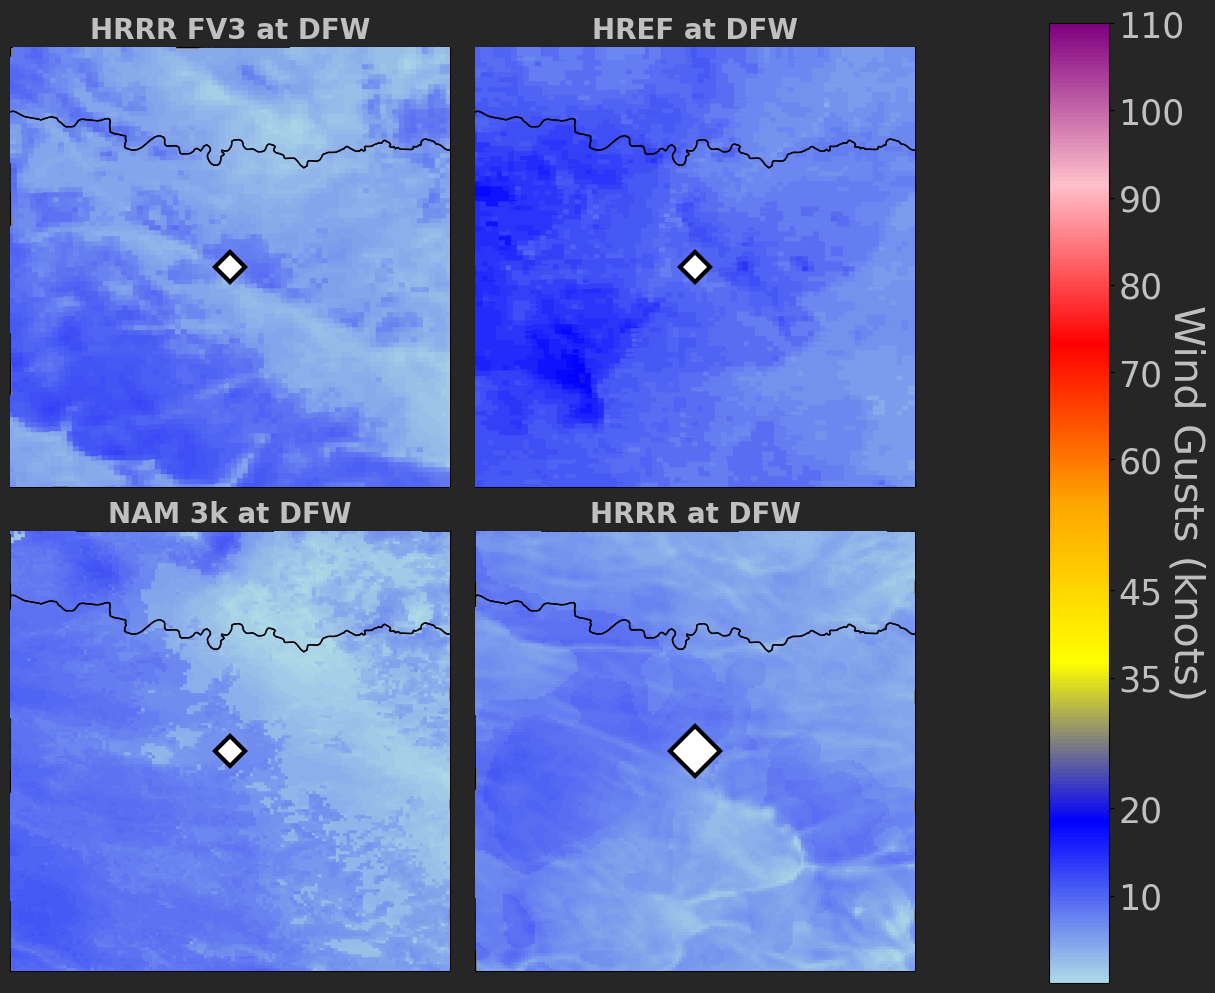 HRRR FV3 at DFW
HREF at DFW
NAM 3k at DFW
HRRR at DFW
110
100
90
80
70
60
45
35
20
10
Wind Gusts (knots)